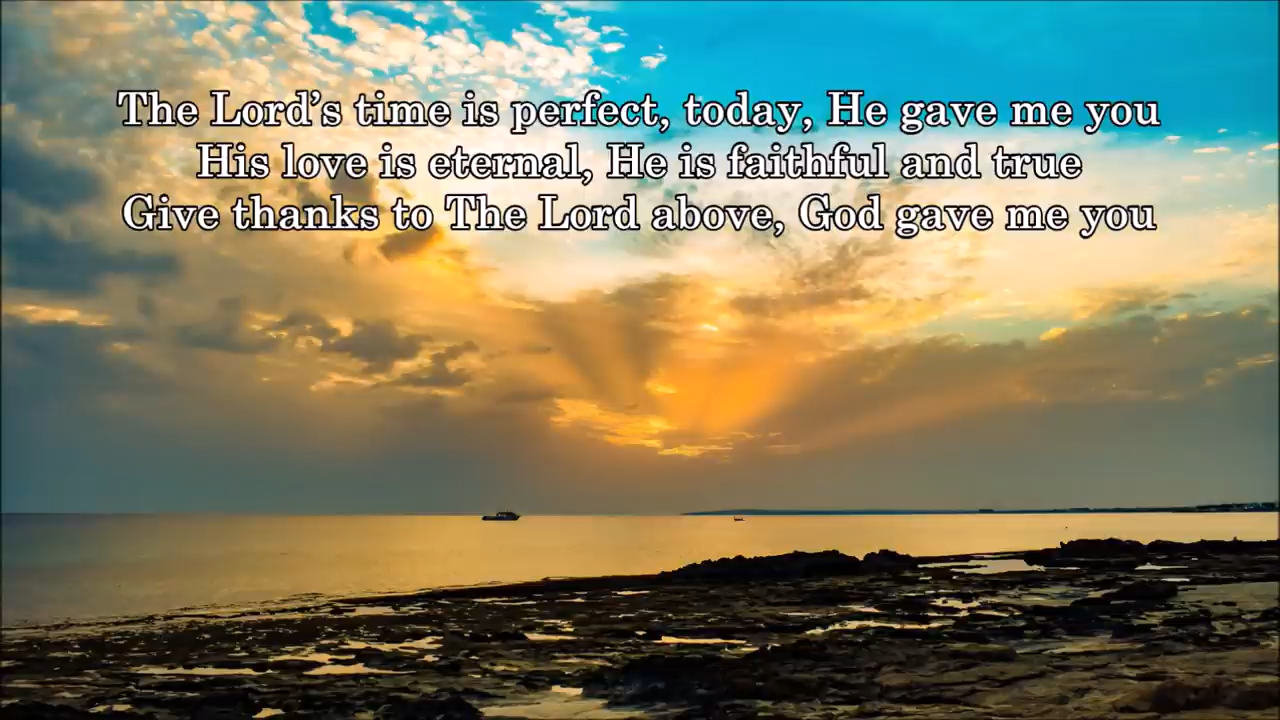 The Lord’s time is perfect, today, He gave me you
His love is eternal, He is faithful and true
Give thanks to The Lord above, God gave me you